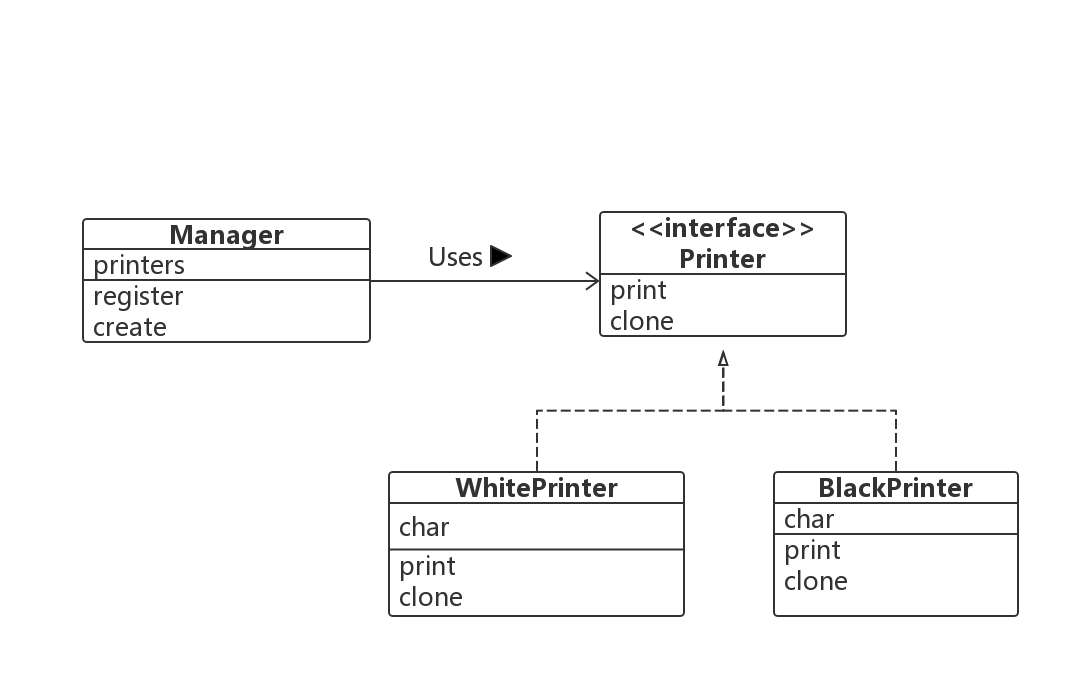 Manager
printers
register
create
Uses
<<interface>>
Printer
print
clone
WhitePrinter
char
print
clone
BlackPrinter
char
print
clone